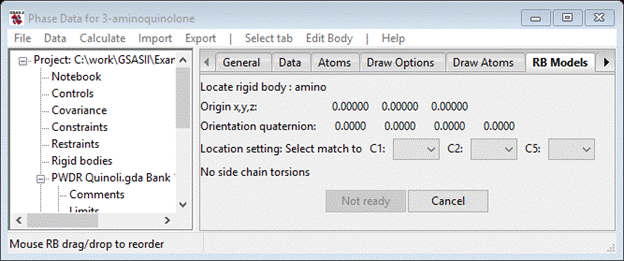 Phase Data for 3-aminoquinolone
File Data Calculate Import Export | Select tab Edit Body | Help
Project: C:\work\GSASII\Exam
Notebook
Controls
Covariance
Constraints
Restraints
Rigid bodies
PWDR Quinoli.gda Bank
Comments
Limits
General Data Atoms Draw Options Draw Atoms RB Models
Locate rigid body : amino
Origin x,y,z: 0.00000 0.00000 0.00000
Orientation quaternion: 0.0000 0.0000 0.0000 0.0000
Location setting: Select match to C1: C2: C5:
No side chain torsions
Not ready Cancel
Mouse RB drag/drop to reorder